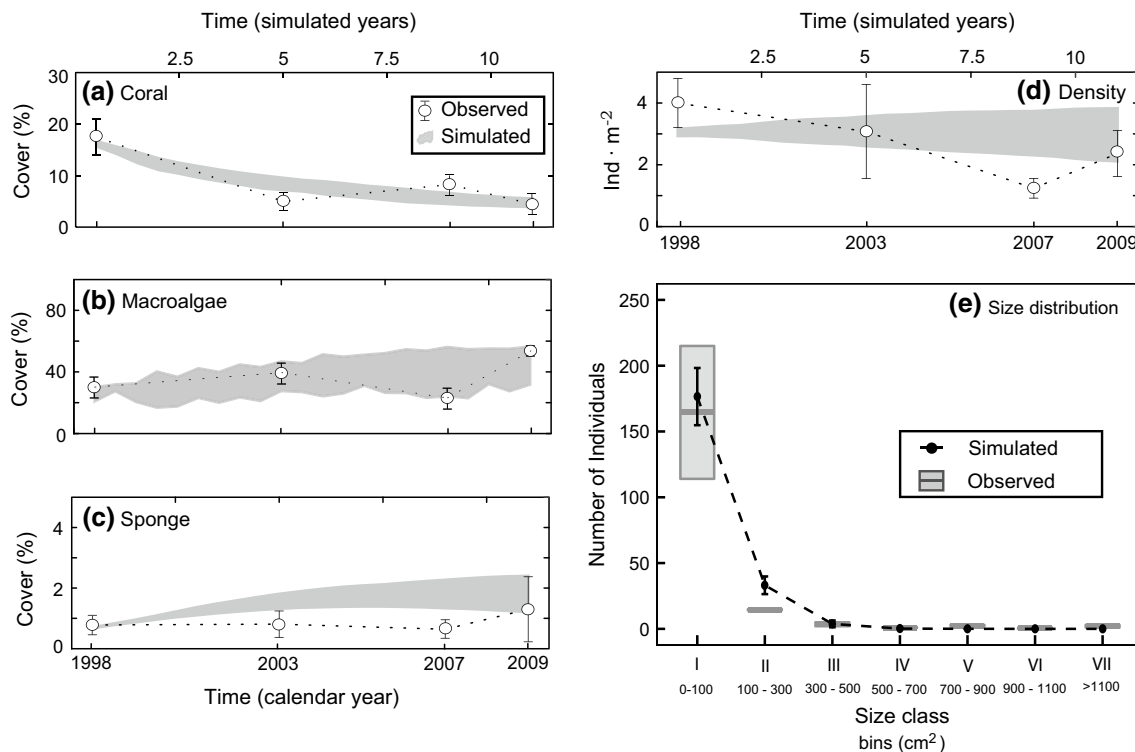 Time (simulated years)
2.5 5 7.5 10
30
20
10
0
Cover (%)
(a) Coral
Observed
Simulated
80
40
0
Cover (%)
(b) Macroalgae
4
2
0
Cover (%)
(c) Sponge
1998 2003 2007 2009
Time (calendar year)
Time (simulated years)
2.5 5 7.5 10
4
2
0
Ind · m-2
(d) Density
1998 2003 2007 2009
250
200
150
100
50
0
Number of Individuals
(e) Size distribution
Simulated
Observed
I II III IV V VI VII
0-100 100 - 300 300 - 500 500 - 700 700 - 900 900 - 1100 >1100
Size class
bins (cm2)